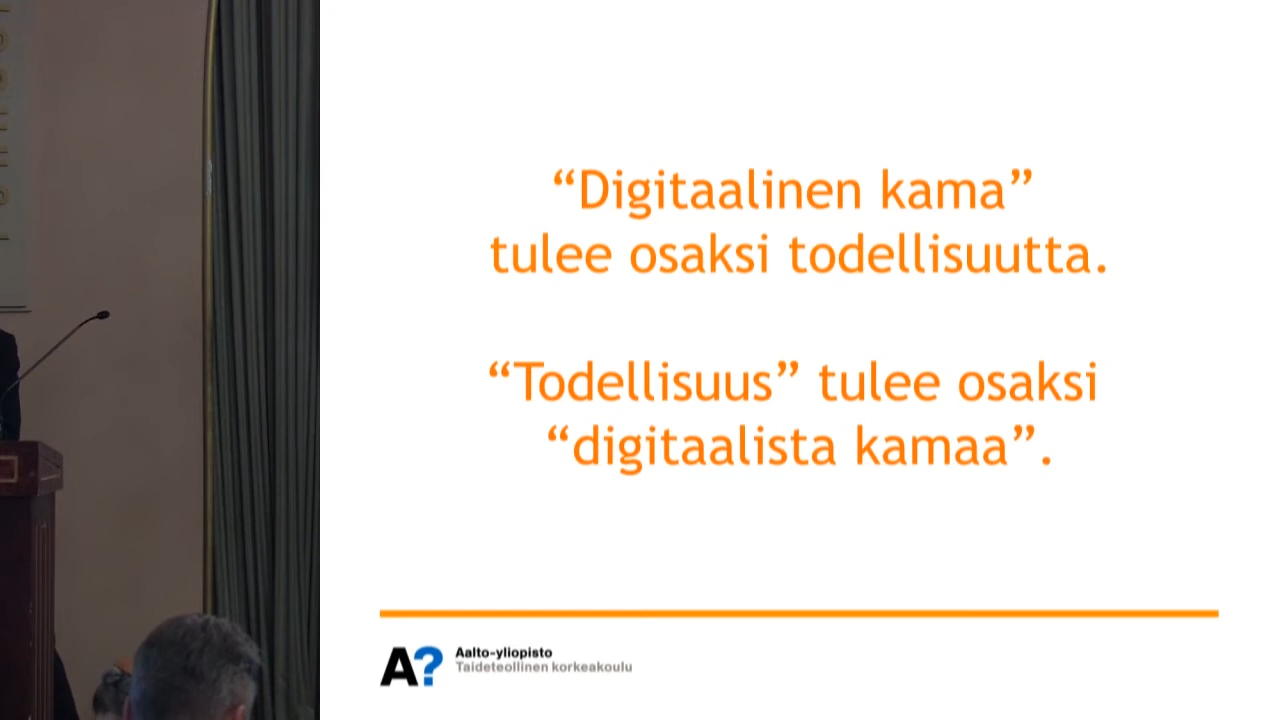 “Digitaalinen kama”
tulee osaksi todellisuutta.
“Todellisuus” tulee osaksi
“digitaalista kamaa”.
A?
Aalto-yliopisto
Taideteollinen korkeakoulu